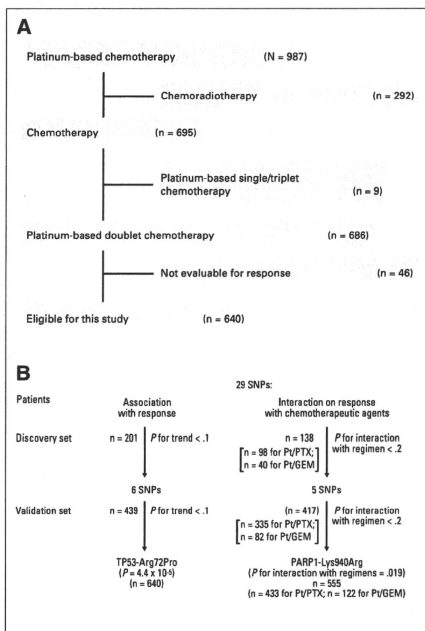 A
Platinum-based chemotherapy (N = 987)
Chemoradiotherapy (n = 292)
Chemotherapy (n = 695)
Platinum-based single/triplet
chemotherapy (n = 9)
Platinum-based doublet chemotherapy (n = 686)
Not evaluable for response (n = 46)
Eligible for this study (n = 640)
B
29 SNPs:
Patients
Association
with response
Interaction on response
with chemotherapeutic agents
Discovery set
n = 201
P for trend < .1
n = 138
[n = 98 for Pt/PTX;
n = 40 for Pt/GEM]
P for interaction
with regimen < .2
6 SNPs
5 SNPs
Validation set
n = 439
P for trend < .1
(n = 417)
[n = 335 for Pt/PTX;
n = 82 for Pt/GEM]
P for interaction
with regimen < .2
TP53-Arg72Pro
(P = 4.4 x 10-5)
(n = 640)
PARP1-Lys940Arg
(P for interaction with regimens = .019)
n = 555
(n = 433 for Pt/PTX; n = 122 for Pt/GEM)